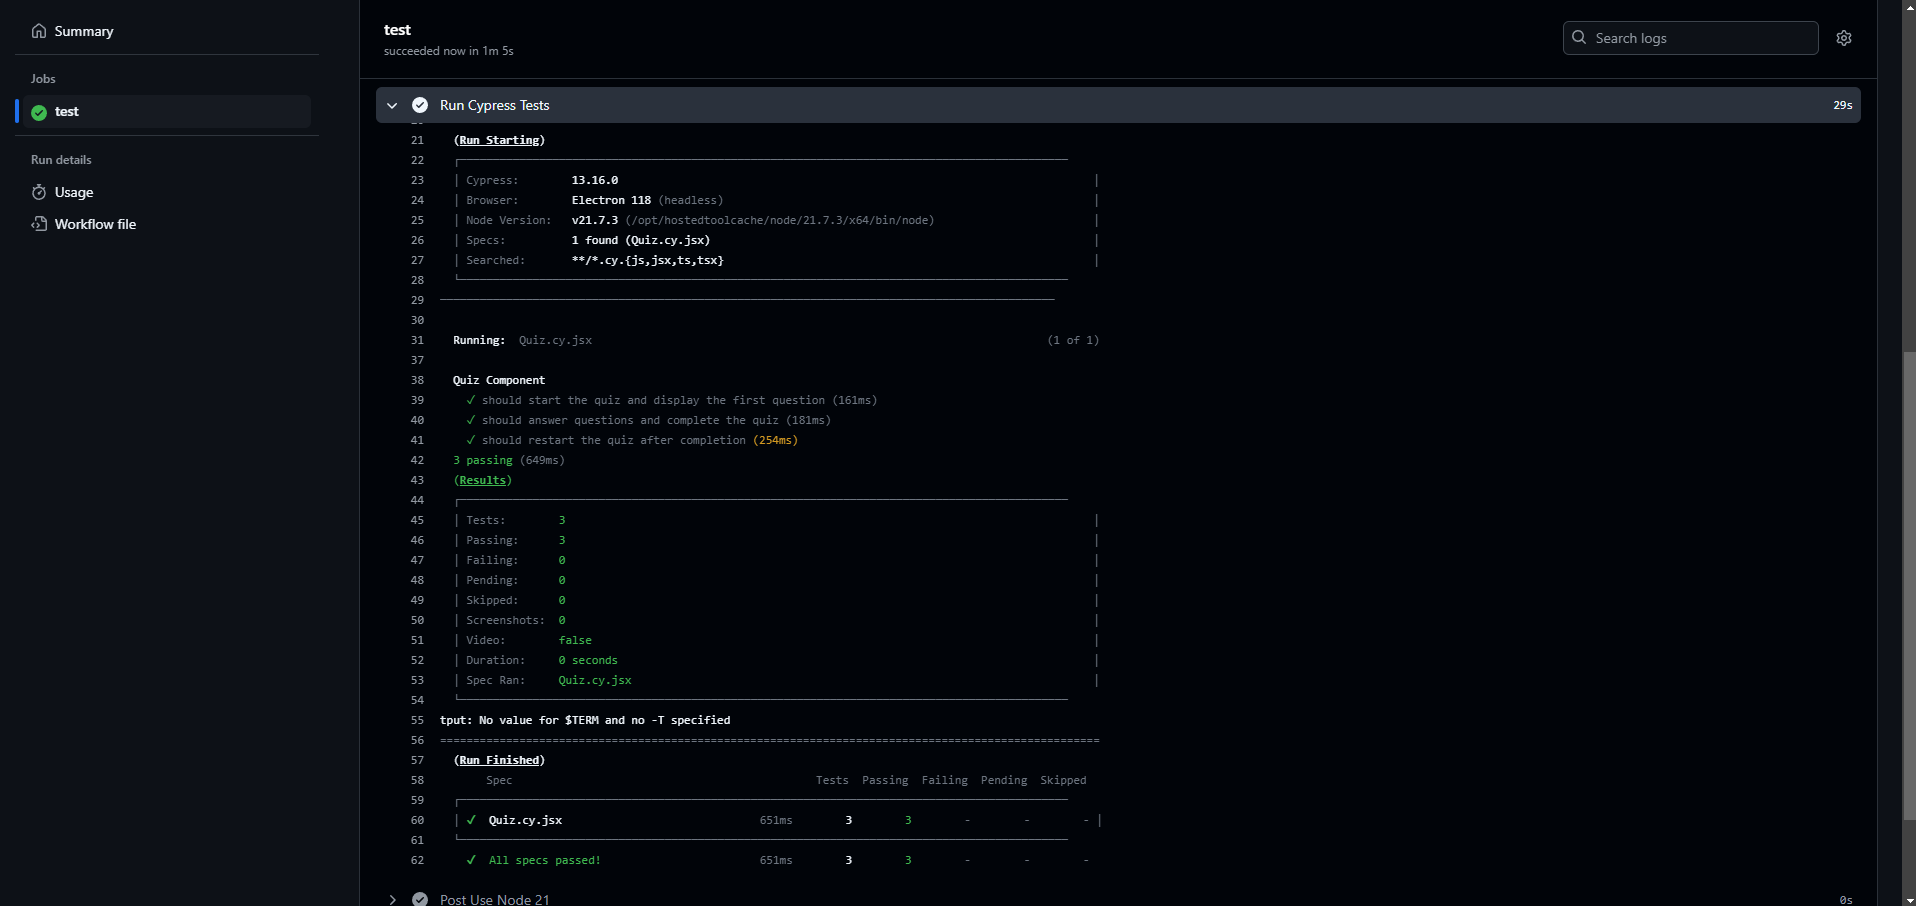 Summary
Jobs
test
Run details
Usage
Workflow file
test
succeeded now in 1m 5s
Search logs
Run Cypress Tests 29s
21 (Run Starting)
22
23 | Cypress: 13.16.0 |
24 | Browser: Electron 118 (headless) |
25 | Node Version: v21.7.3 (/opt/hostedtoolcache/node/21.7.3/x64/bin/node) |
26 | Specs: 1 found (Quiz.cy.jsx) |
27 | Searched: **/*.cy.{js,jsx,ts,tsx} |
28
29
30
31 Running: Quiz.cy.jsx (1 of 1)
37
38 Quiz Component
39 ✓ should start the quiz and display the first question (161ms)
40 ✓ should answer questions and complete the quiz (181ms)
41 ✓ should restart the quiz after completion (254ms)
42 3 passing (649ms)
43 (Results)
44
45 | Tests: 3 |
46 | Passing: 3 |
47 | Failing: 0 |
48 | Pending: 0 |
49 | Skipped: 0 |
50 | Screenshots: 0 |
51 | Video: false |
52 | Duration: 0 seconds |
53 | Spec Ran: Quiz.cy.jsx |
54
55 tput: No value for $TERM and no -T specified
56 ========================================================================================================
57 (Run Finished)
58 Spec Tests Passing Failing Pending Skipped
59
60 | ✓ Quiz.cy.jsx 651ms 3 3 - - - |
61
62 ✓ All specs passed! 651ms 3 3 - - -
Post Use Node 21 0s